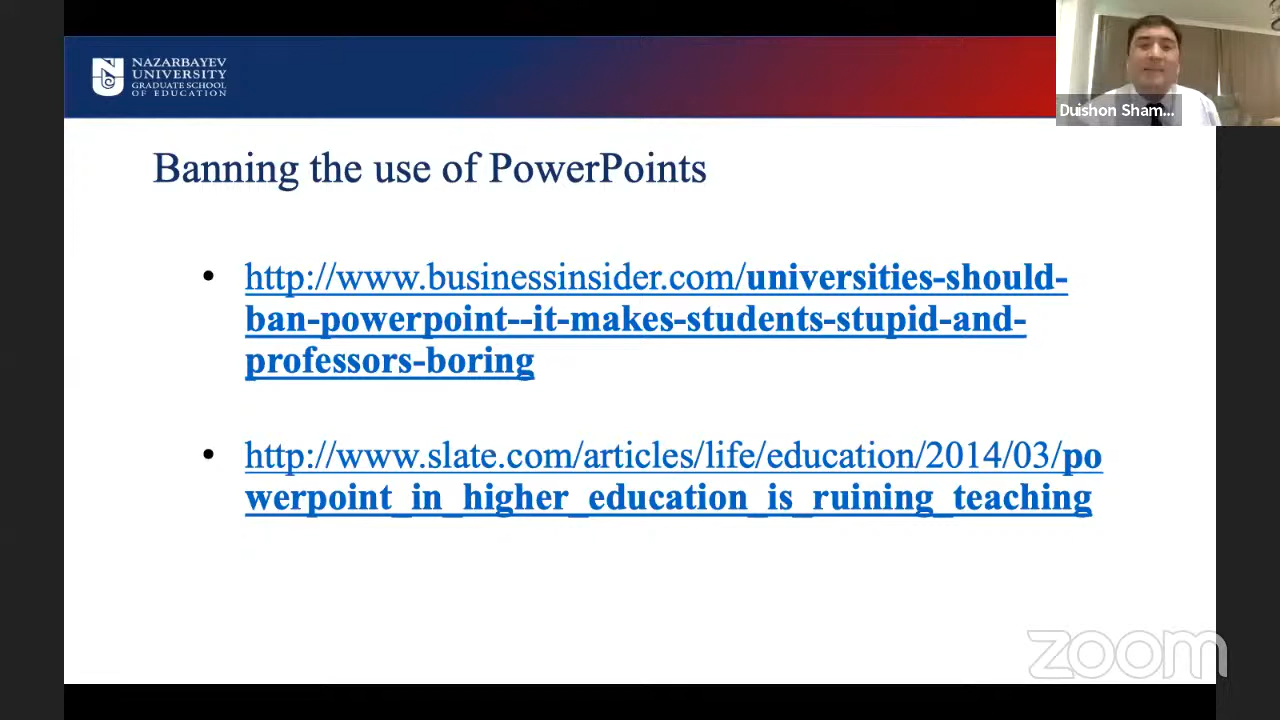 NAZARBAYEV
UNIVERSITY
GRADUATE SCHOOL
OF EDUCATION
Duishon Sham...
Banning the use of PowerPoints
• http://www.businessinsider.com/universities-should-
ban-powerpoint--it-makes-students-stupid-and-
professors-boring
• http://www.slate.com/articles/life/education/2014/03/po
werpoint_in_higher_education_is_ruining_teaching
zoom